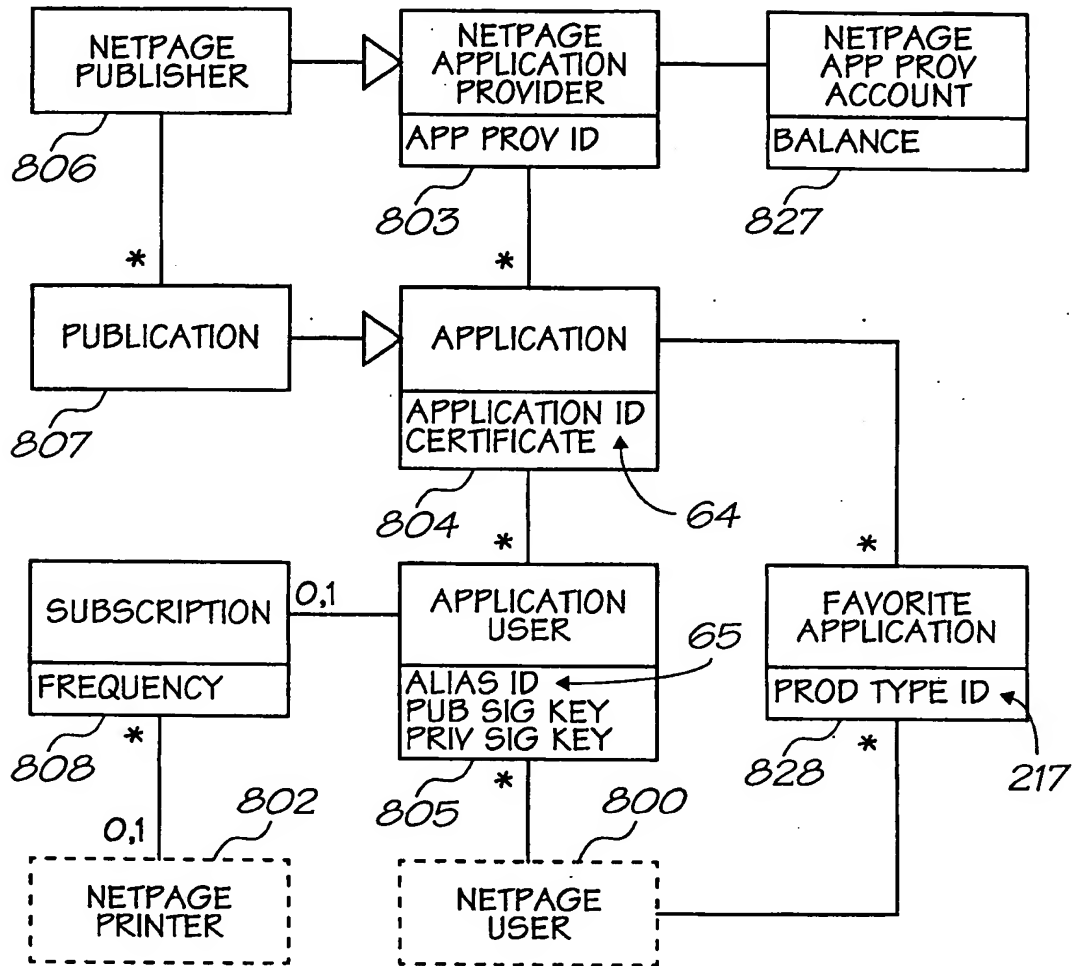 NETPAGE
PUBLISHER
NETPAGE
APPLICATION
PROVIDER
APP PROV ID
NETPAGE
APP PROV
ACCOUNT
BALANCE
806
803
827
*
*
PUBLICATION
APPLICATION
APPLICATION ID
CERTIFICATE
807
804
64
*
*
SUBSCRIPTION
FREQUENCY
0,1
APPLICATION
USER
ALIAS ID
PUB SIG KEY
PRIV SIG KEY
65
FAVORITE
APPLICATION
PROD TYPE ID
808
*
805
*
828
*
217
802
800
0,1
NETPAGE
PRINTER
NETPAGE
USER